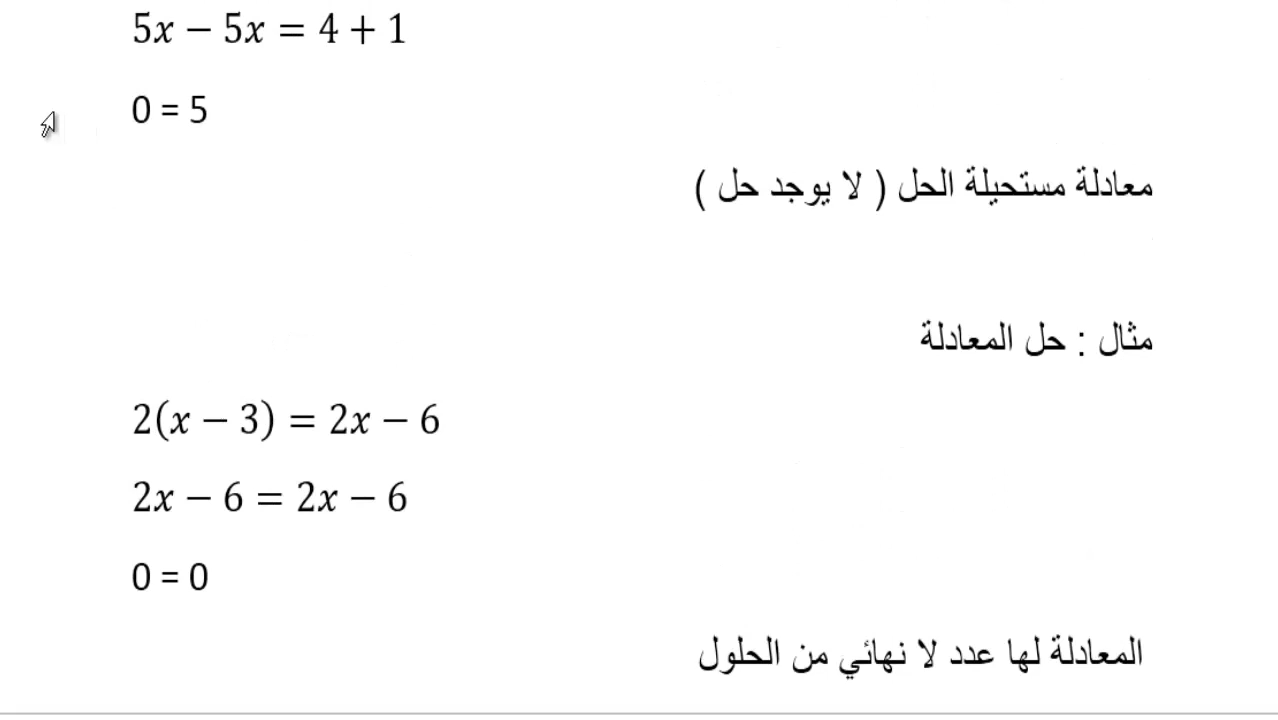 5x − 5x = 4 + 1
0 = 5
معادلة مستحيلة الحل ( لا يوجد حل )
مثال : حل المعادلة
2(x − 3) = 2x − 6
2x − 6 = 2x − 6
0 = 0
المعادلة لها عدد لا نهائي من الحلول